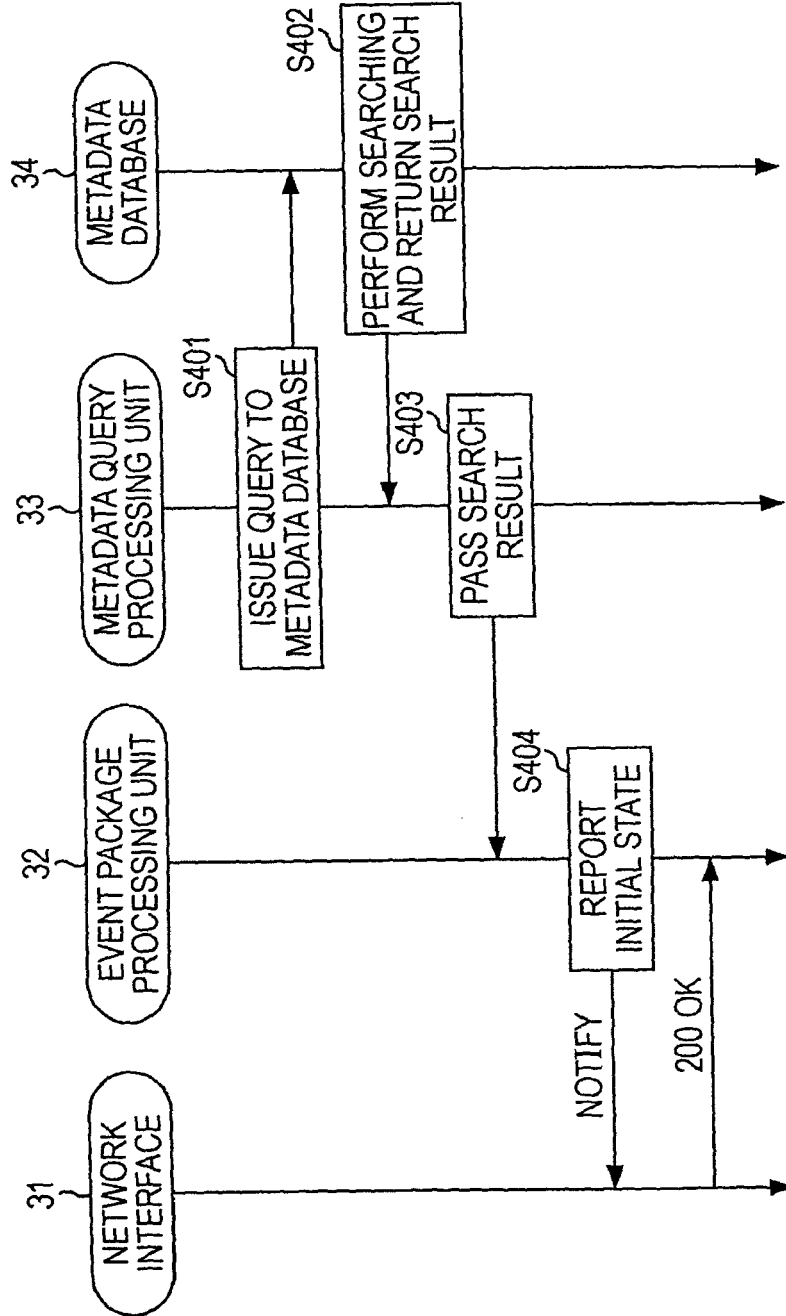 31
NETWORK
INTERFACE
32
EVENT PACKAGE
PROCESSING UNIT
33
METADATA QUERY
PROCESSING UNIT
34
METADATA
DATABASE
S401
ISSUE QUERY TO
METADATA DATABASE
S402
PERFORM SEARCHING
AND RETURN SEARCH
RESULT
S403
PASS SEARCH
RESULT
S404
REPORT
INITIAL STATE
NOTIFY
200 OK